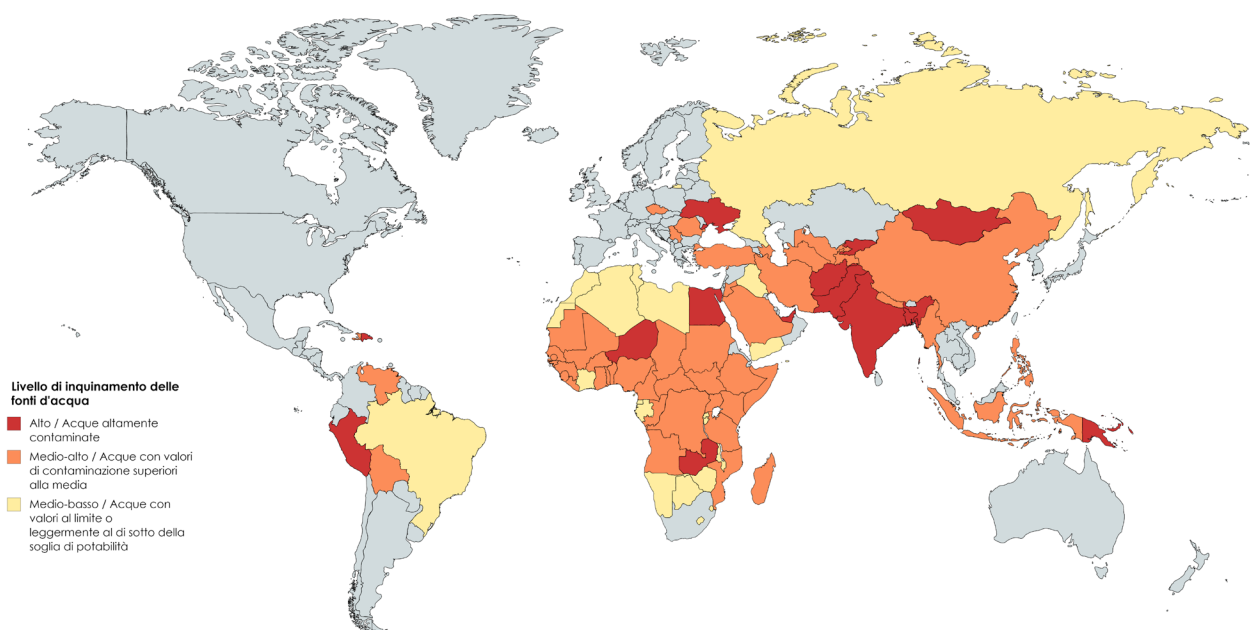 Livello di inquinamento delle
fonti d'acqua
Alto / Acque altamente
contaminate
Medio-alto / Acque con valori
di contaminazione superiori
alla media
Medio-basso / Acque con
valori al limite o
leggermente al di sotto della
soglia di potabilità